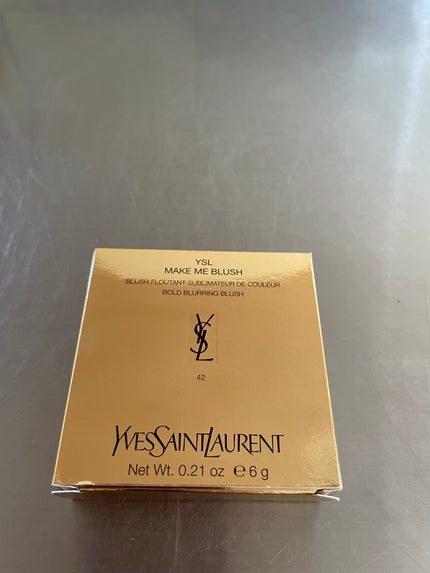 YSL
MAKE ME BLUSH
BLUSH FLOUTANT SUBLIMATEUR DE COULEUR
BOLD BLURRING BLUSH
YSL
42
YVESSAINTLAURENT
Net Wt. 0.21 oz ℮ 6 g